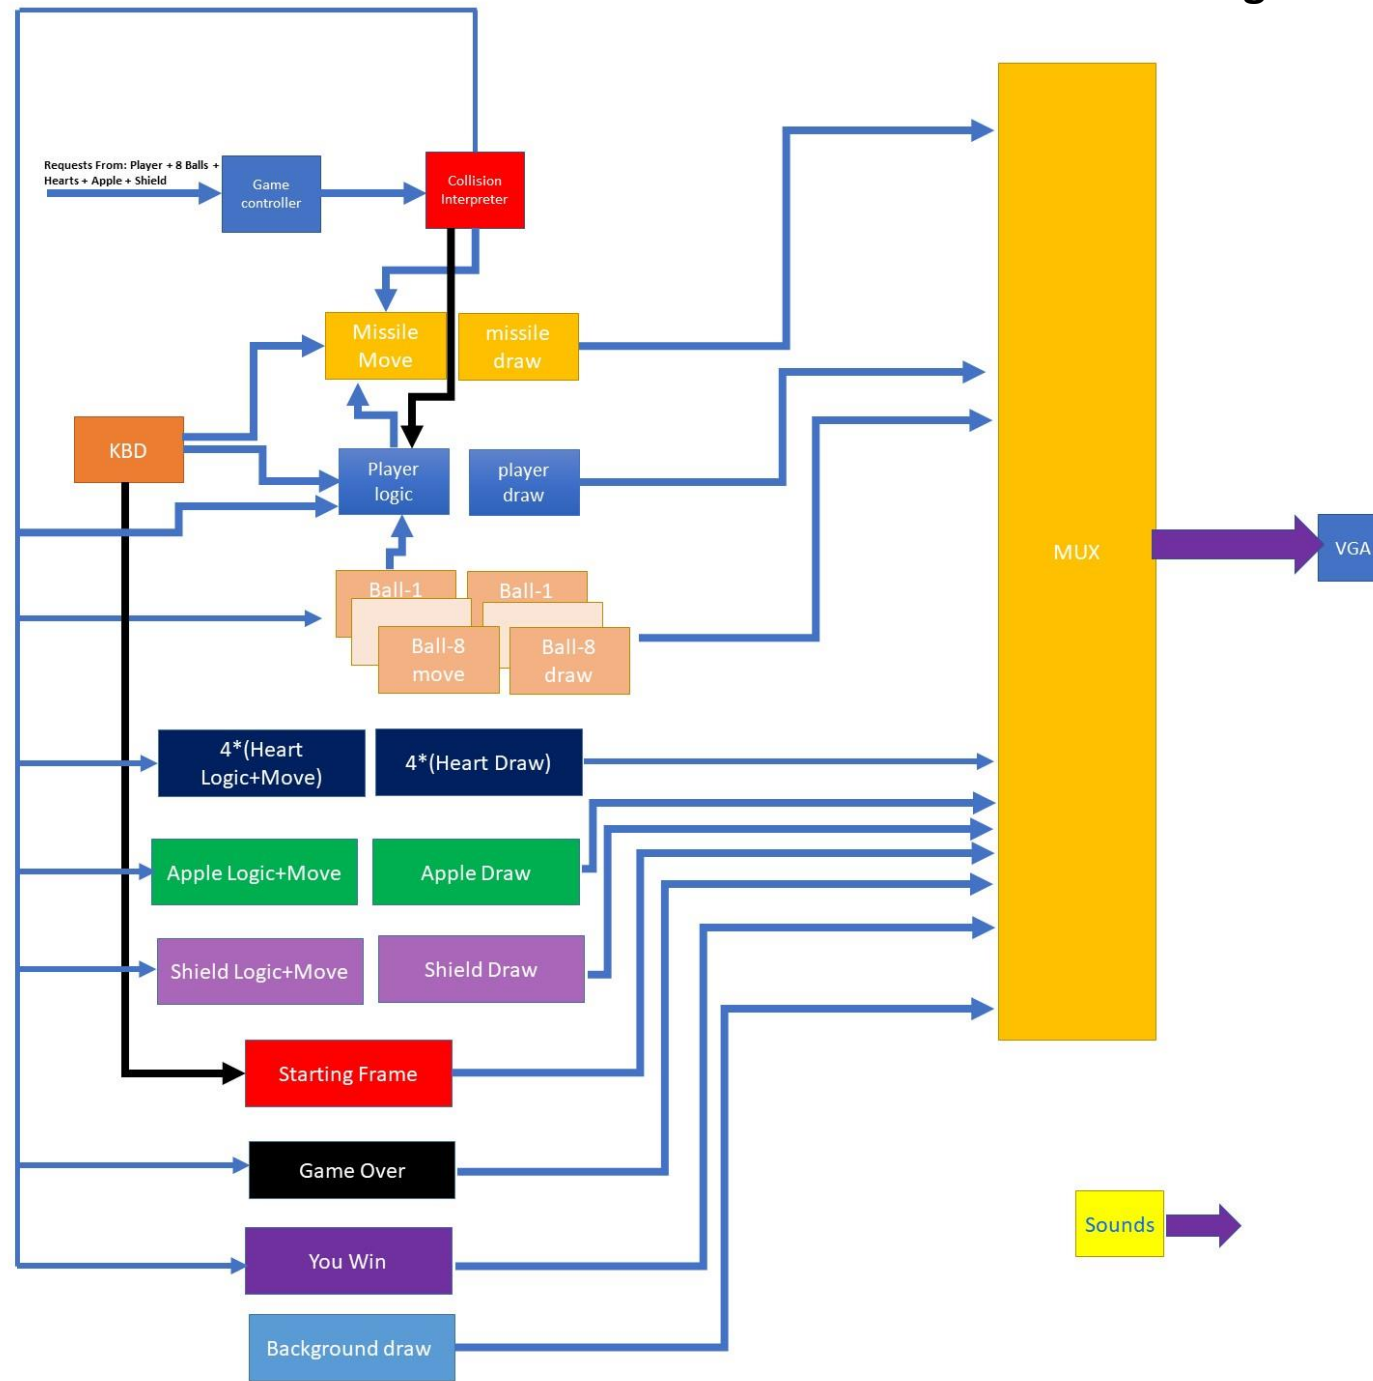 Requests From: Player + 8 Balls +
Hearts + Apple + Shield
Game
controller
Collision
Interpreter
Missile
Move
missile
draw
KBD
Player
logic
player
draw
MUX
VGA
Ball-1
Ball-1
Ball-8
move
Ball-8
draw
4*(Heart
Logic+Move)
4*(Heart Draw)
Apple Logic+Move
Apple Draw
Shield Logic+Move
Shield Draw
Starting Frame
Game Over
Sounds
You Win
Background draw